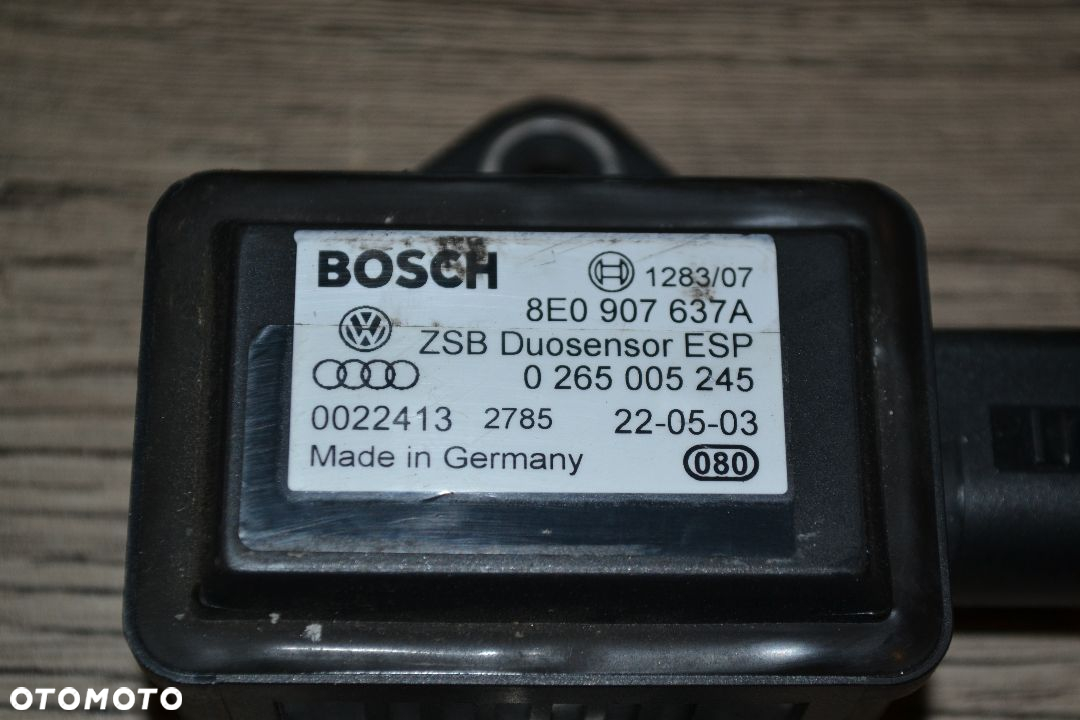 BOSCH
1283/07
8E0 907 637A
ZSB Duosensor ESP
0 265 005 245
0022413 2785 22-05-03
Made in Germany
080
OTOMOTO